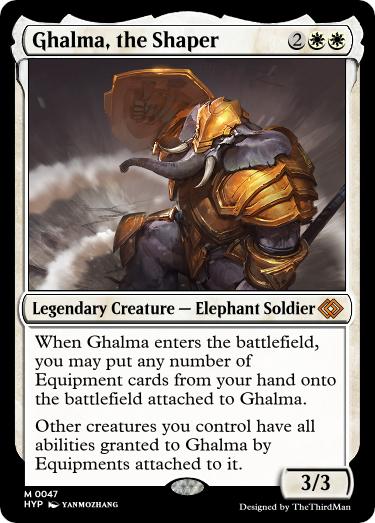 Ghalma, the Shaper 2
Legendary Creature — Elephant Soldier
When Ghalma enters the battlefield,
you may put any number of
Equipment cards from your hand onto
the battlefield attached to Ghalma.
Other creatures you control have all
abilities granted to Ghalma by
Equipments attached to it.
3/3
M 0047
HYP YANMOZHANG
Designed by TheThirdMan